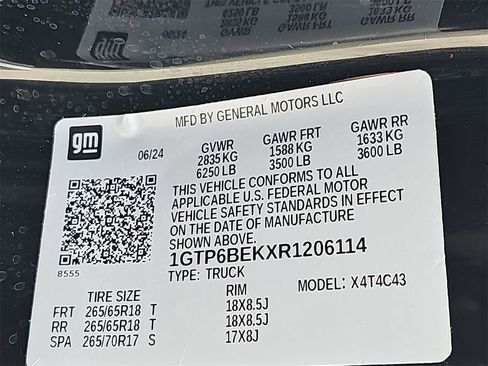 MFD BY GENERAL MOTORS LLC
gm
06/24
GVWR GAWR FRT GAWR RR
2835 KG 1588 KG 1633 KG
6250 LB 3500 LB 3600 LB
THIS VEHICLE CONFORMS TO ALL
APPLICABLE U.S. FEDERAL MOTOR
VEHICLE SAFETY STANDARDS IN EFFECT
ON THE DATE OF MANUFACTURE
SHOWN ABOVE.
8555
1GTP6BEKXR1206114
TYPE: TRUCK MODEL: X4T4C43
TIRE SIZE RIM
FRT 265/65R18 T 18X8.5J
RR 265/65R18 T 18X8.5J
SPA 265/70R17 S 17X8J